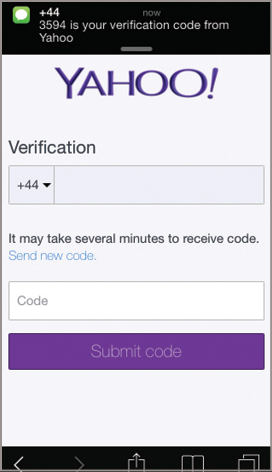 +44
now
3594 is your verification code from
Yahoo
YAHOO!
Verification
+44
It may take several minutes to receive code.
Send new code.
Code
Submit code